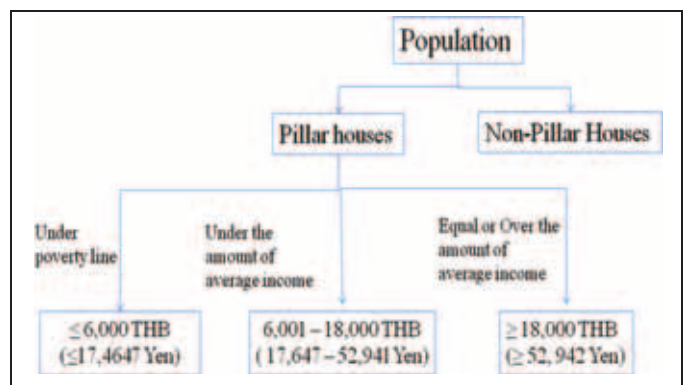 Population
Pillar houses
Non-Pillar Houses
Under
poverty line
Under the
amount of
average income
Equal or Over the
amount of
average income
≤6,000 THB
(≤17,4647 Yen)
6,001 – 18,000 THB
( 17,647 – 52,941 Yen)
≥ 18,000 THB
(≥ 52, 942 Yen)